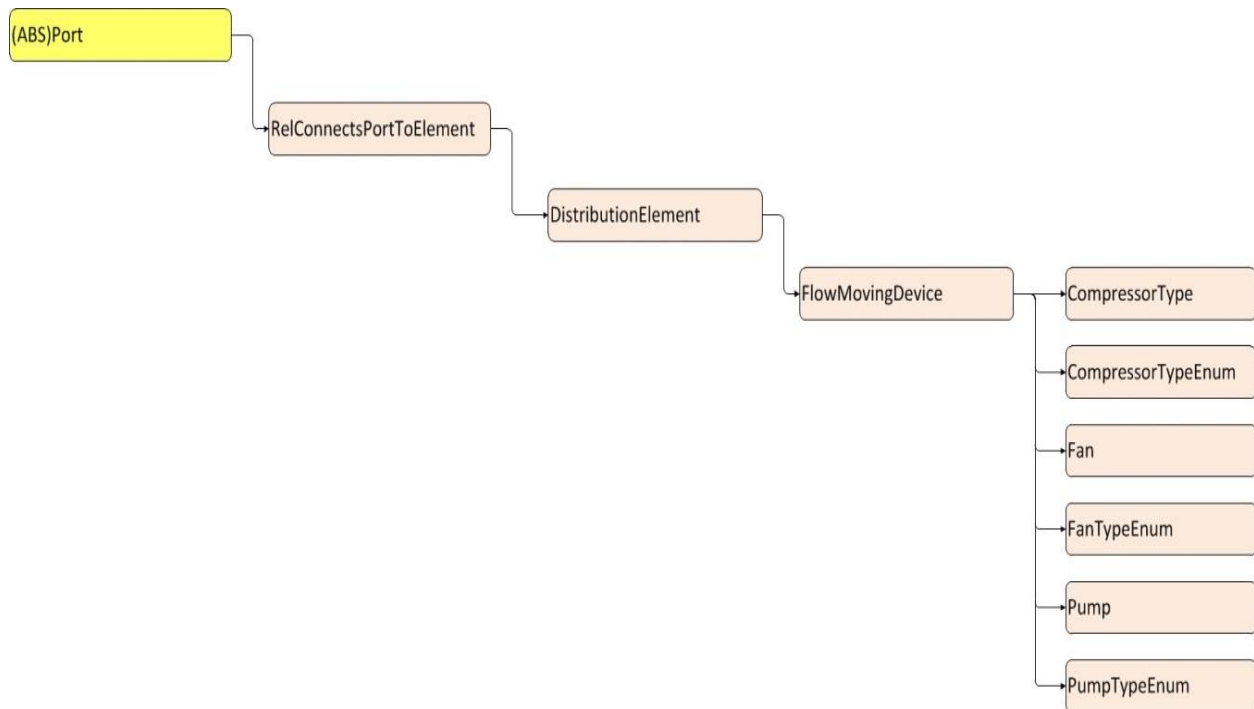 (ABS)Port
RelConnectsPortToElement
DistributionElement
FlowMovingDevice
CompressorType
CompressorTypeEnum
Fan
FanTypeEnum
Pump
PumpTypeEnum